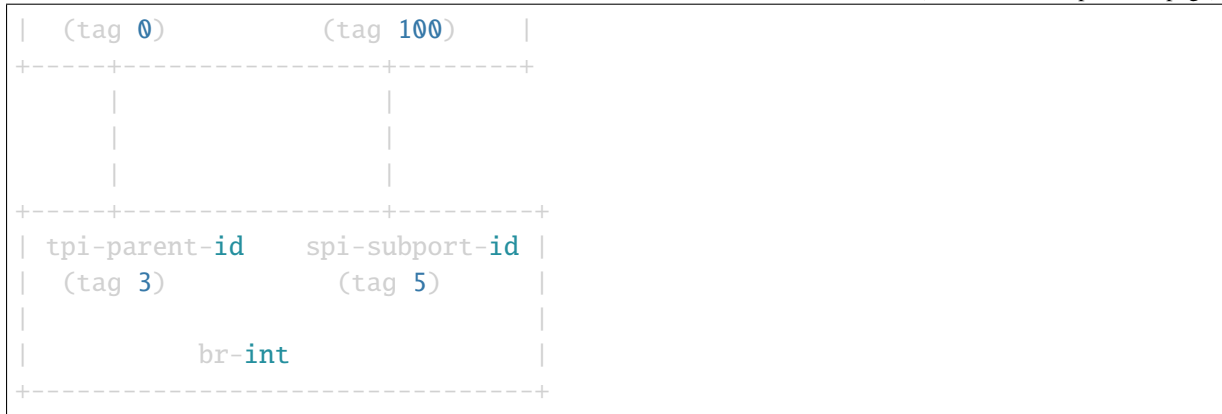 |  (tag 0)          (tag 100)    |
+-----+-----------------+--------+
      |                 |
      |                 |
      |                 |
+-----+-----------------+---------+
| tpi-parent-id    spi-subport-id |
|  (tag 3)           (tag 5)      |
|                                 |
|           br-int                |
+---------------------------------+